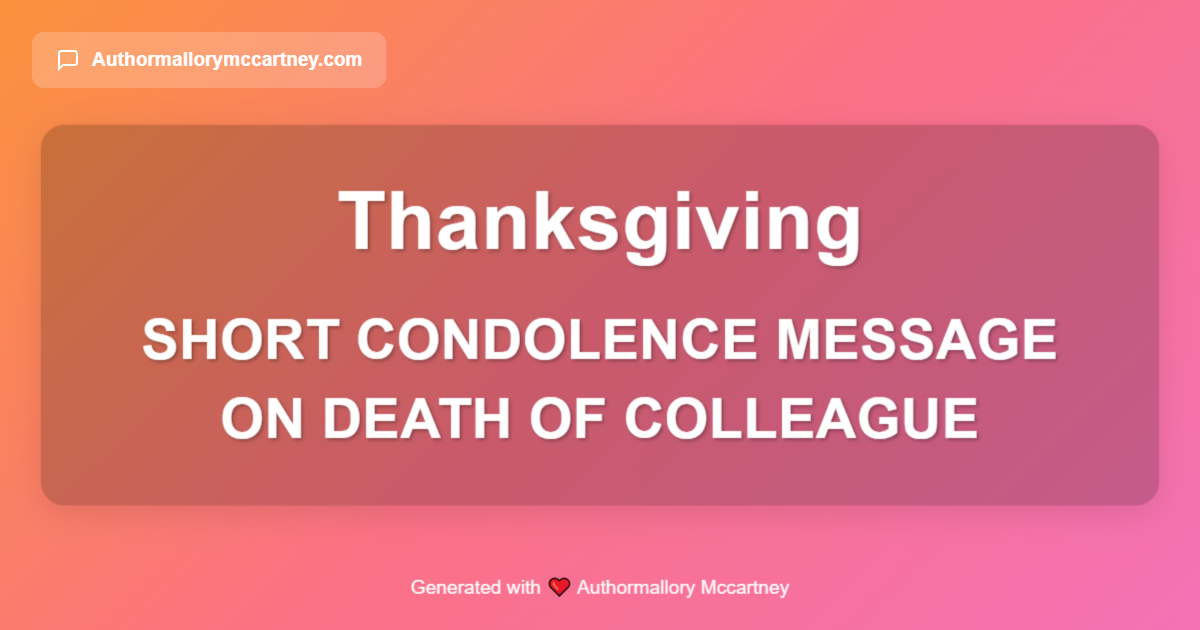 Authormallorymccartney.com
Thanksgiving
SHORT CONDOLENCE MESSAGE
ON DEATH OF COLLEAGUE
Generated with ❤️ Authormallory Mccartney